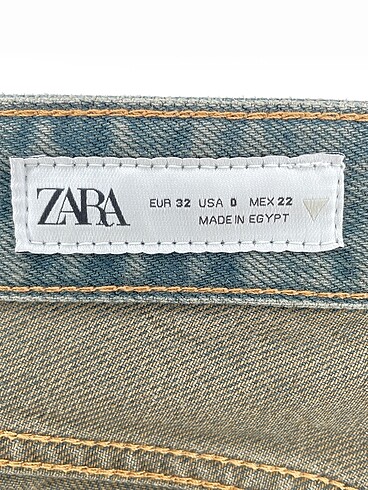 ZARA
EUR 32 USA 0 MEX 22
MADE IN EGYPT